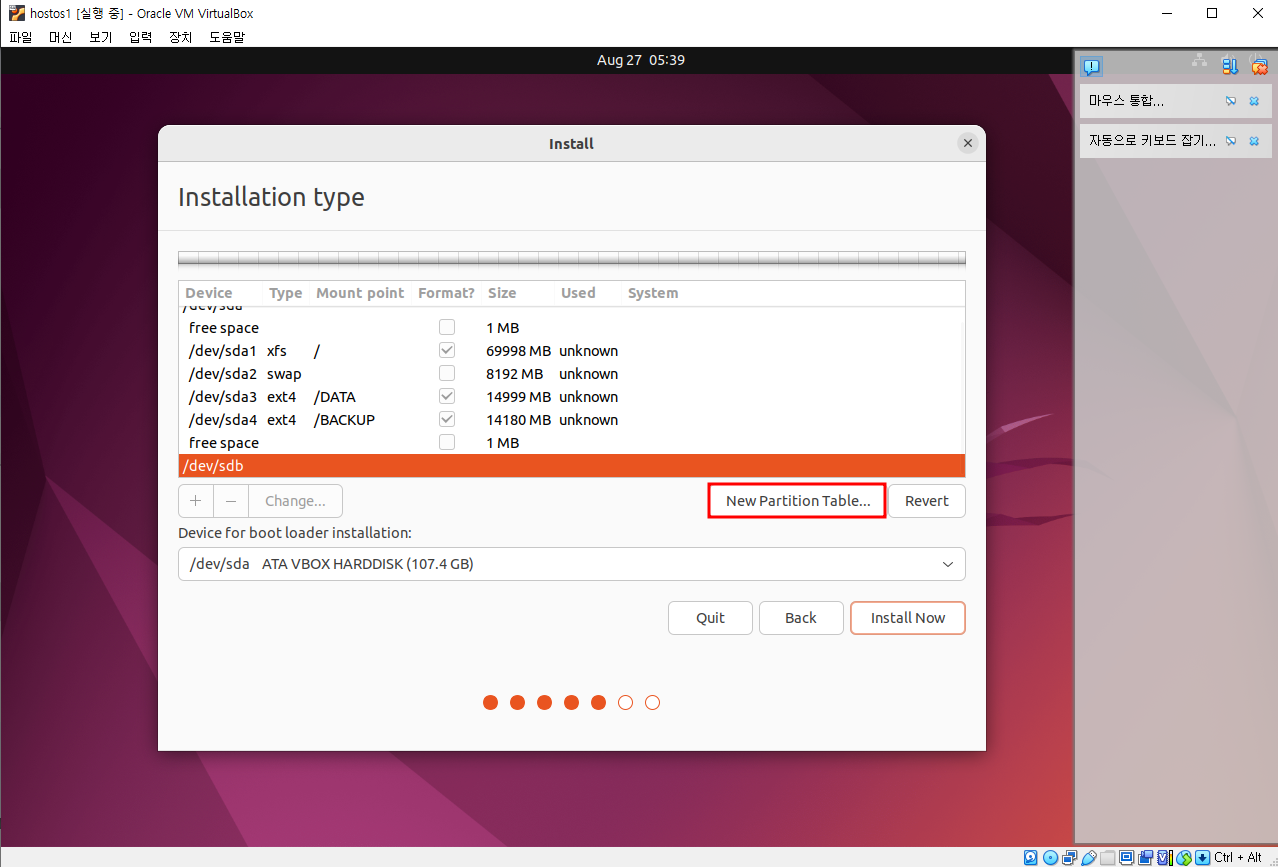 hostos1 [실행 중] - Oracle VM VirtualBox
파일 머신 보기 입력 장치 도움말
Aug 27 05:39
마우스 통합...
자동으로 키보드 잡기...
Install
Installation type
Device Type Mount point Format? Size Used System
/dev/sda
free space 1 MB
/dev/sda1 xfs / 69998 MB unknown
/dev/sda2 swap 8192 MB unknown
/dev/sda3 ext4 /DATA 14999 MB unknown
/dev/sda4 ext4 /BACKUP 14180 MB unknown
free space 1 MB
/dev/sdb
+ − Change... New Partition Table... Revert
Device for boot loader installation:
/dev/sda ATA VBOX HARDDISK (107.4 GB)
Quit Back Install Now
Ctrl + Alt